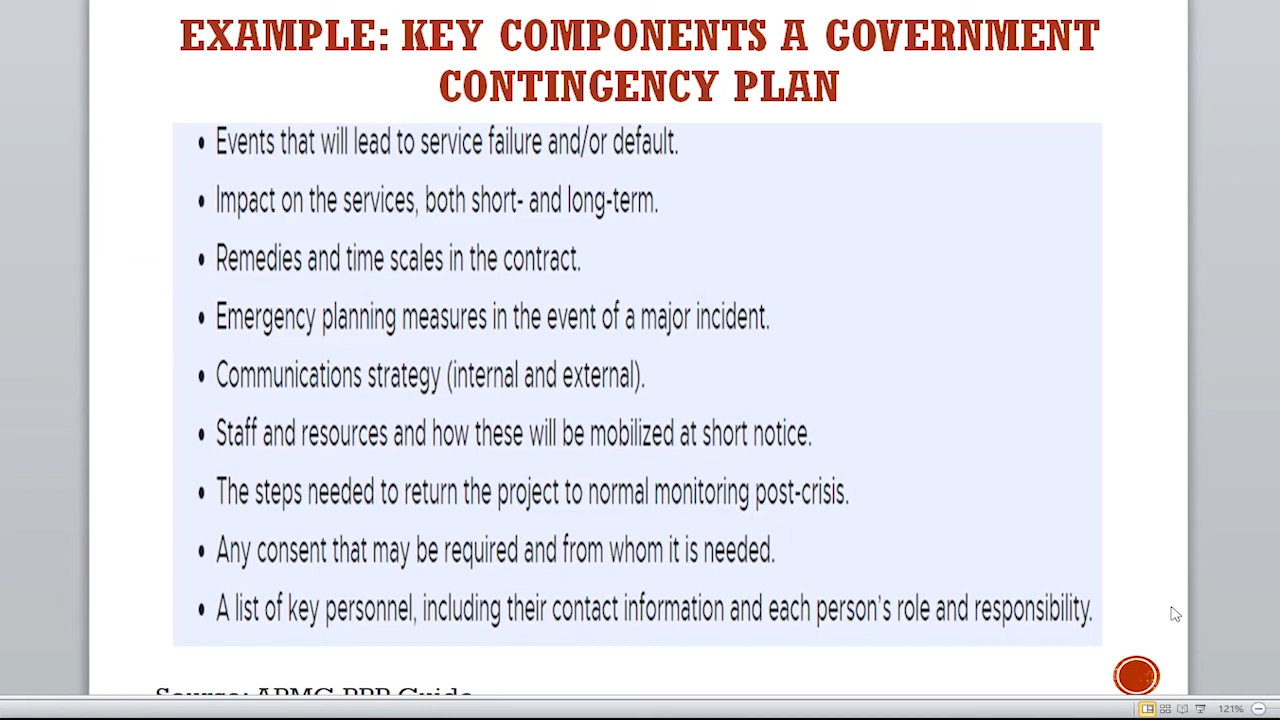 EXAMPLE: KEY COMPONENTS A GOVERNMENT
CONTINGENCY PLAN
• Events that will lead to service failure and/or default.
• Impact on the services, both short- and long-term.
• Remedies and time scales in the contract.
• Emergency planning measures in the event of a major incident.
• Communications strategy (internal and external).
• Staff and resources and how these will be mobilized at short notice.
• The steps needed to return the project to normal monitoring post-crisis.
• Any consent that may be required and from whom it is needed.
• A list of key personnel, including their contact information and each person's role and responsibility.
Source: APMG PPP Guide
121%